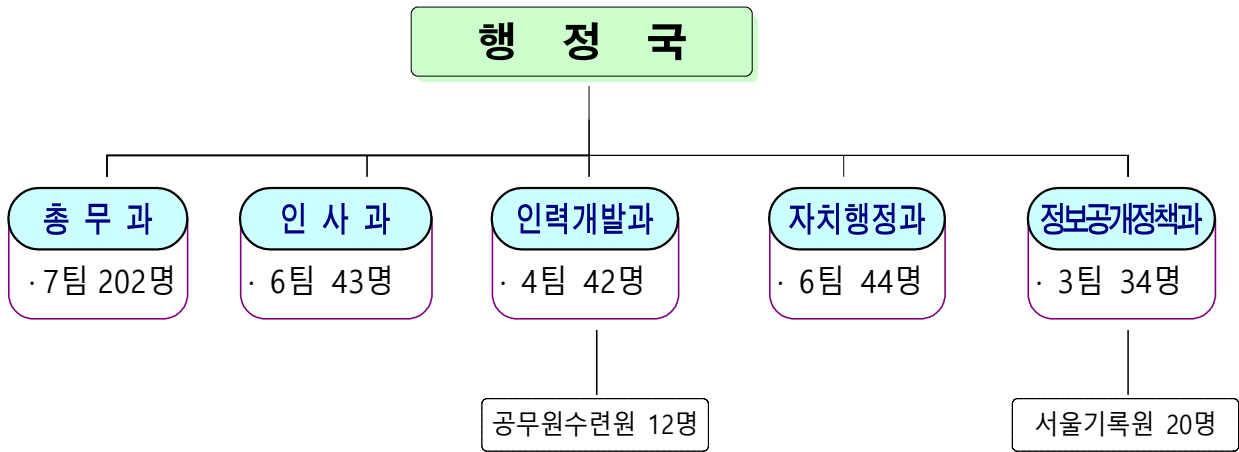 행 정 국
총 무 과
인 사 과
인력개발과
자치행정과
정보공개정책과
· 7팀 202명
· 6팀 43명
· 4팀 42명
· 6팀 44명
· 3팀 34명
공무원수련원 12명
서울기록원 20명